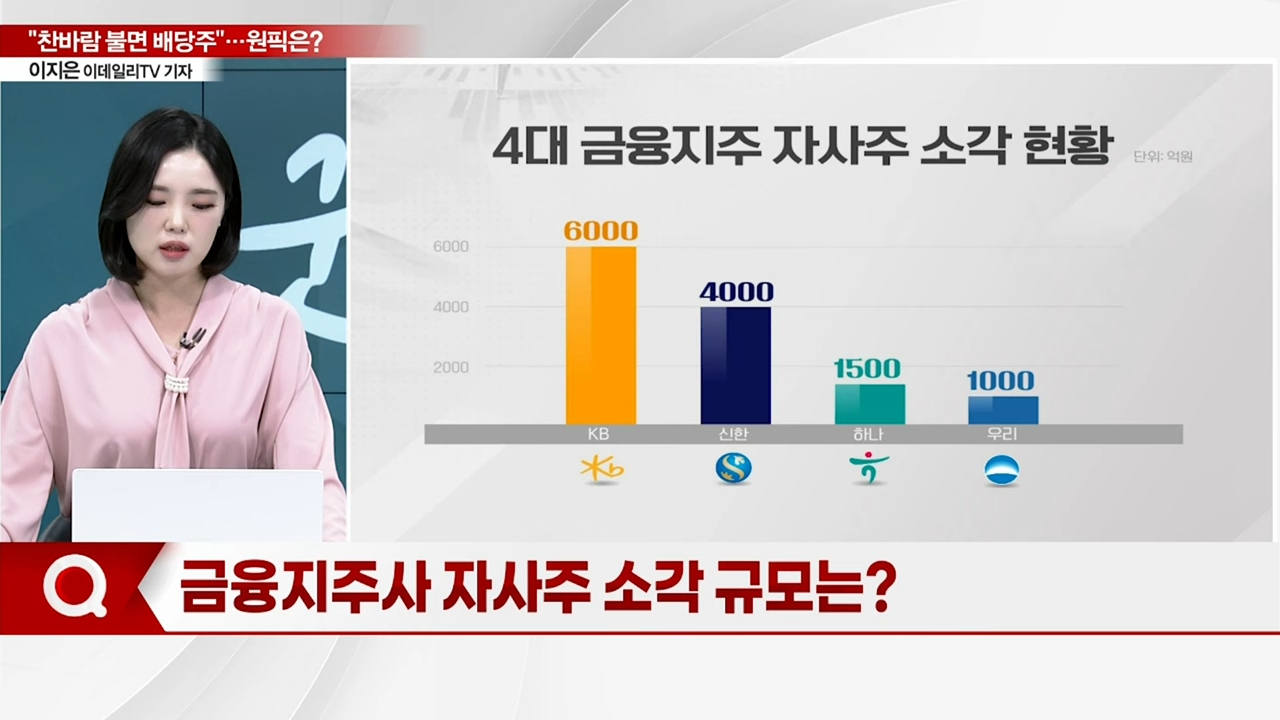 "찬바람 불면 배당주"…원픽은?
이지은 이데일리TV 기자
4대 금융지주 자사주 소각 현황
단위: 억원
6000
4000
2000
6000
4000
1500
1000
KB
신한
하나
우리
Kb
금융지주사 자사주 소각 규모는?